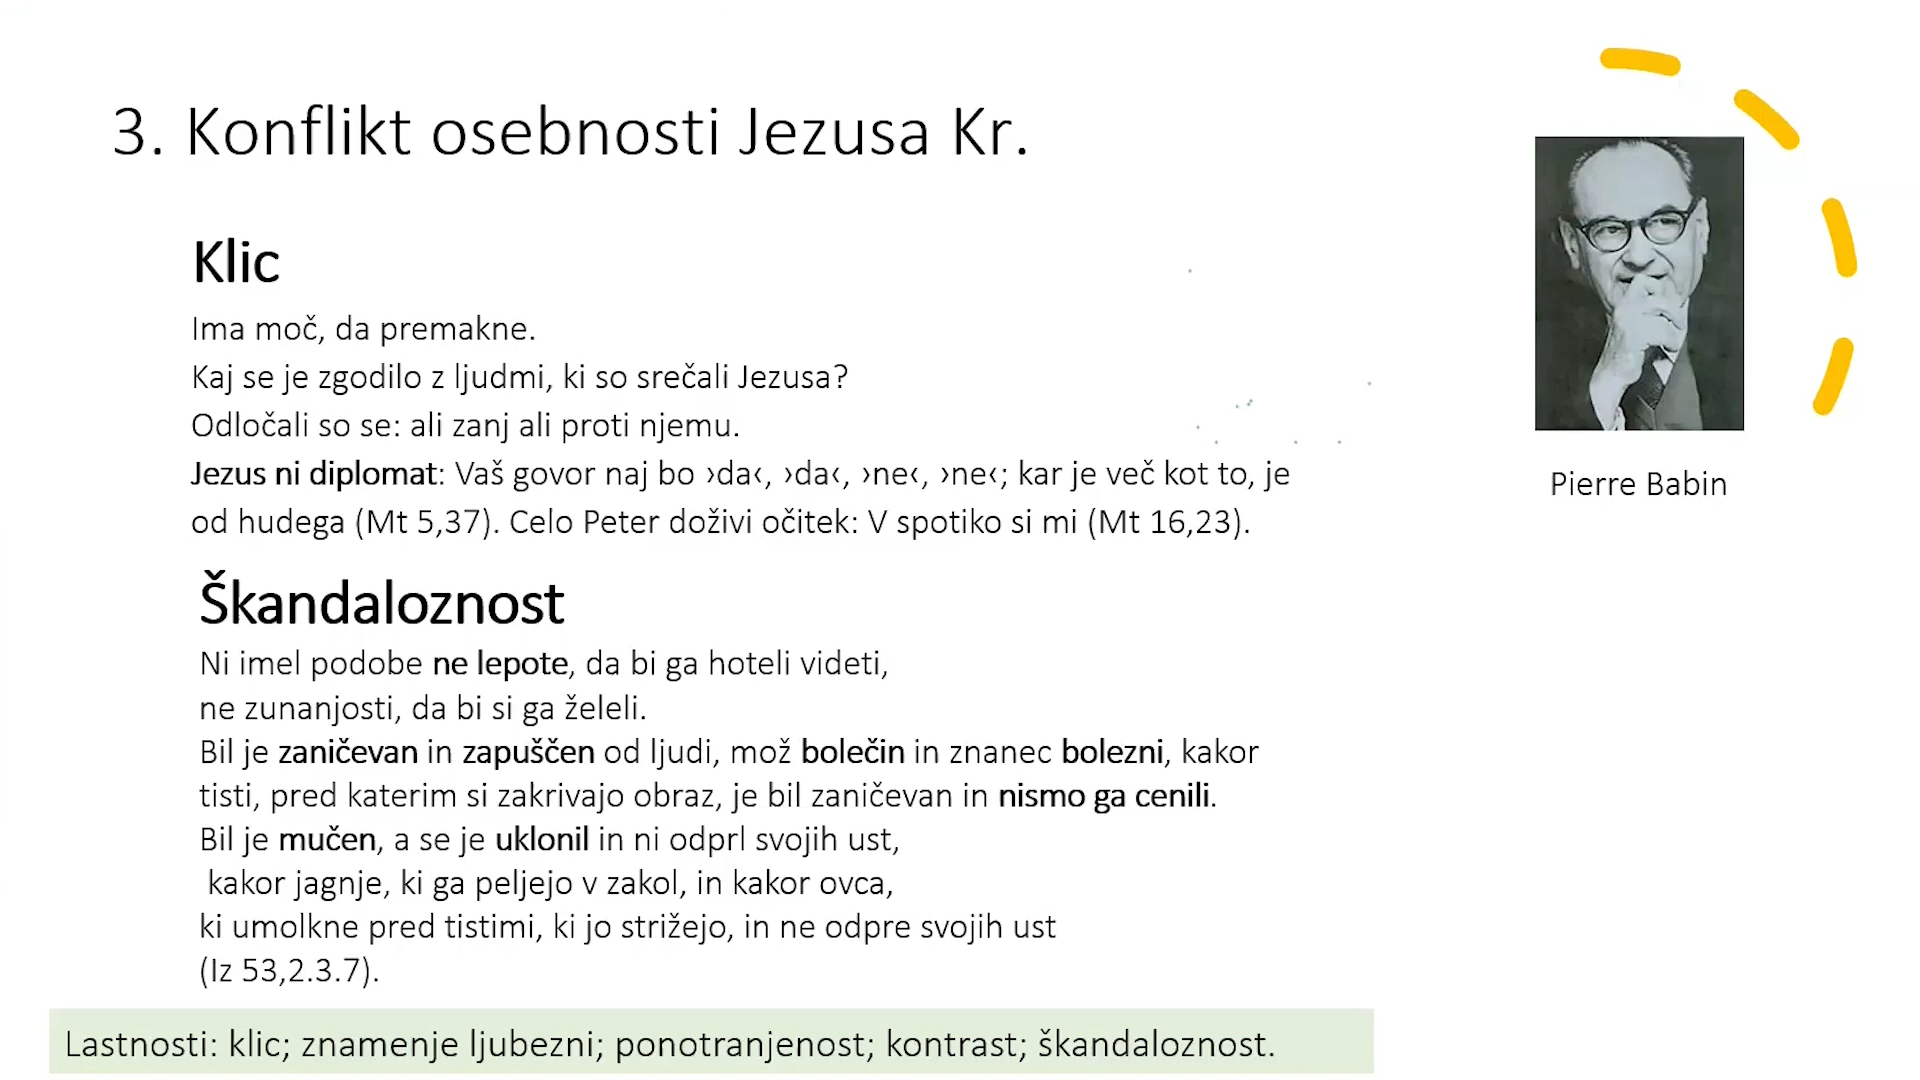 3. Konflikt osebnosti Jezusa Kr.
Klic
Ima moč, da premakne.
Kaj se je zgodilo z ljudmi, ki so srečali Jezusa?
Odločali so se: ali zanj ali proti njemu.
Jezus ni diplomat: Vaš govor naj bo ›da‹, ›da‹, ›ne‹, ›ne‹; kar je več kot to, je
od hudega (Mt 5,37). Celo Peter doživi očitek: V spotiko si mi (Mt 16,23).
Pierre Babin
Škandaloznost
Ni imel podobe ne lepote, da bi ga hoteli videti,
ne zunanjosti, da bi si ga želeli.
Bil je zaničevan in zapuščen od ljudi, mož bolečin in znanec bolezni, kakor
tisti, pred katerim si zakrivajo obraz, je bil zaničevan in nismo ga cenili.
Bil je mučen, a se je uklonil in ni odprl svojih ust,
kakor jagnje, ki ga peljejo v zakol, in kakor ovca,
ki umolkne pred tistimi, ki jo strižejo, in ne odpre svojih ust
(Iz 53,2.3.7).
Lastnosti: klic; znamenje ljubezni; ponotranjenost; kontrast; škandaloznost.